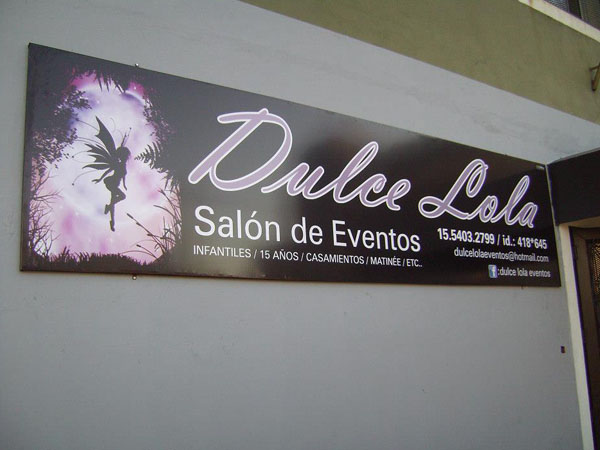 Dulce Lola
Salón de Eventos
INFANTILES / 15 AÑOS / CASAMIENTOS / MATINÉE / ETC..
15.5403.2799 / id.: 418*645
dulcelolaeventos@hotmail.com
f :dulce lola eventos